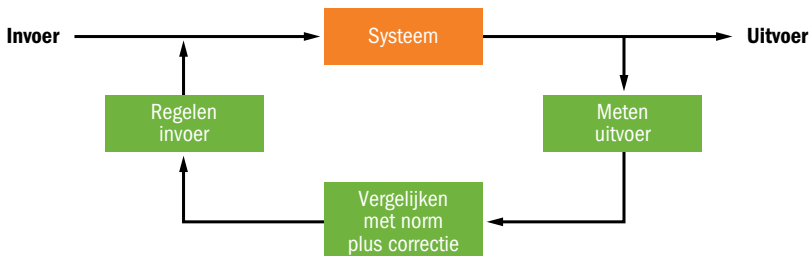 Invoer
Systeem
Uitvoer
Regelen
invoer
Meten
uitvoer
Vergelijken
met norm
plus correctie